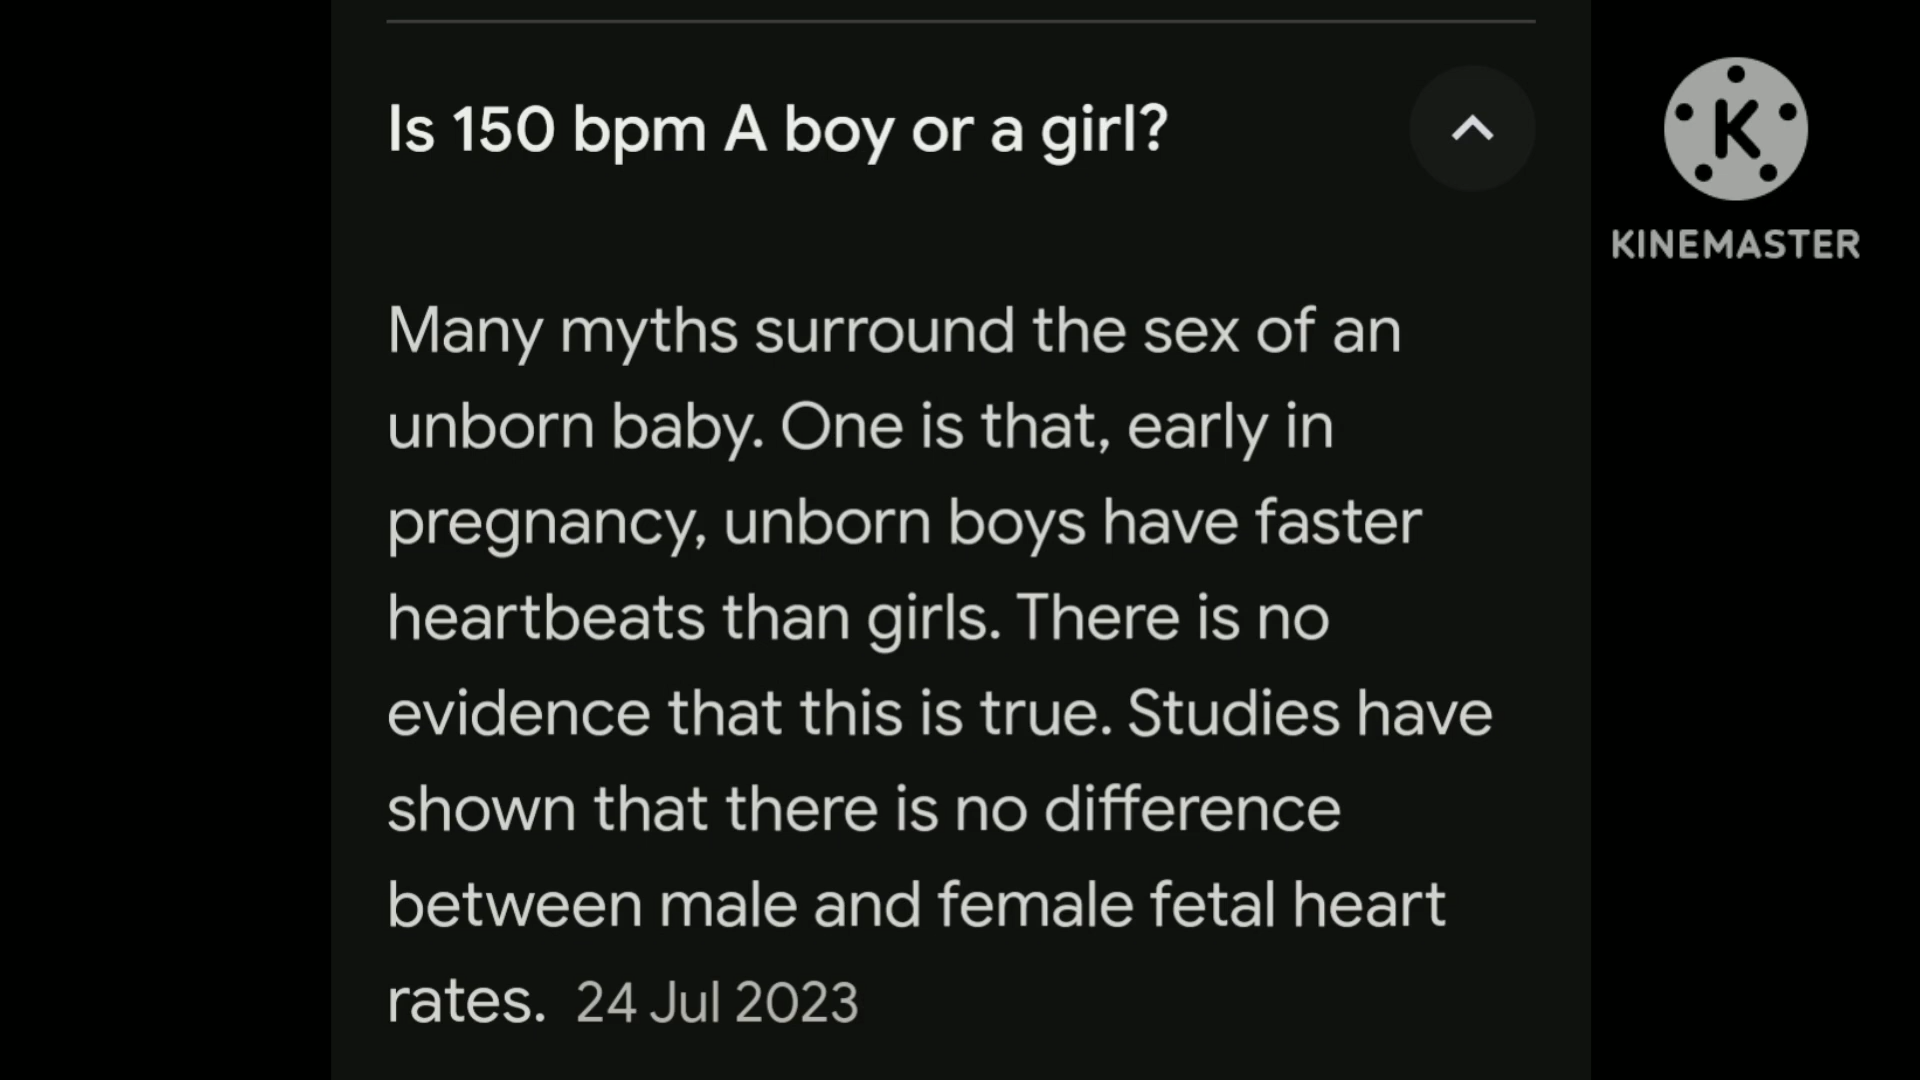 Is 150 bpm A boy or a girl?
K
KINEMASTER
Many myths surround the sex of an
unborn baby. One is that, early in
pregnancy, unborn boys have faster
heartbeats than girls. There is no
evidence that this is true. Studies have
shown that there is no difference
between male and female fetal heart
rates. 24 Jul 2023